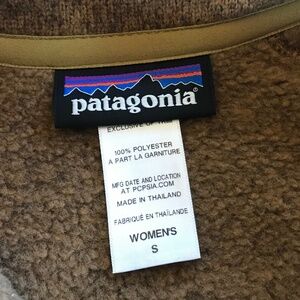 patagonia®
EXCLUSIVE OF
100% POLYESTER
A PART LA GARNITURE
MFG DATE AND LOCATION
AT PCPSIA.COM
MADE IN THAILAND
FABRIQUÉ EN THAÏLANDE
WOMEN'S
S